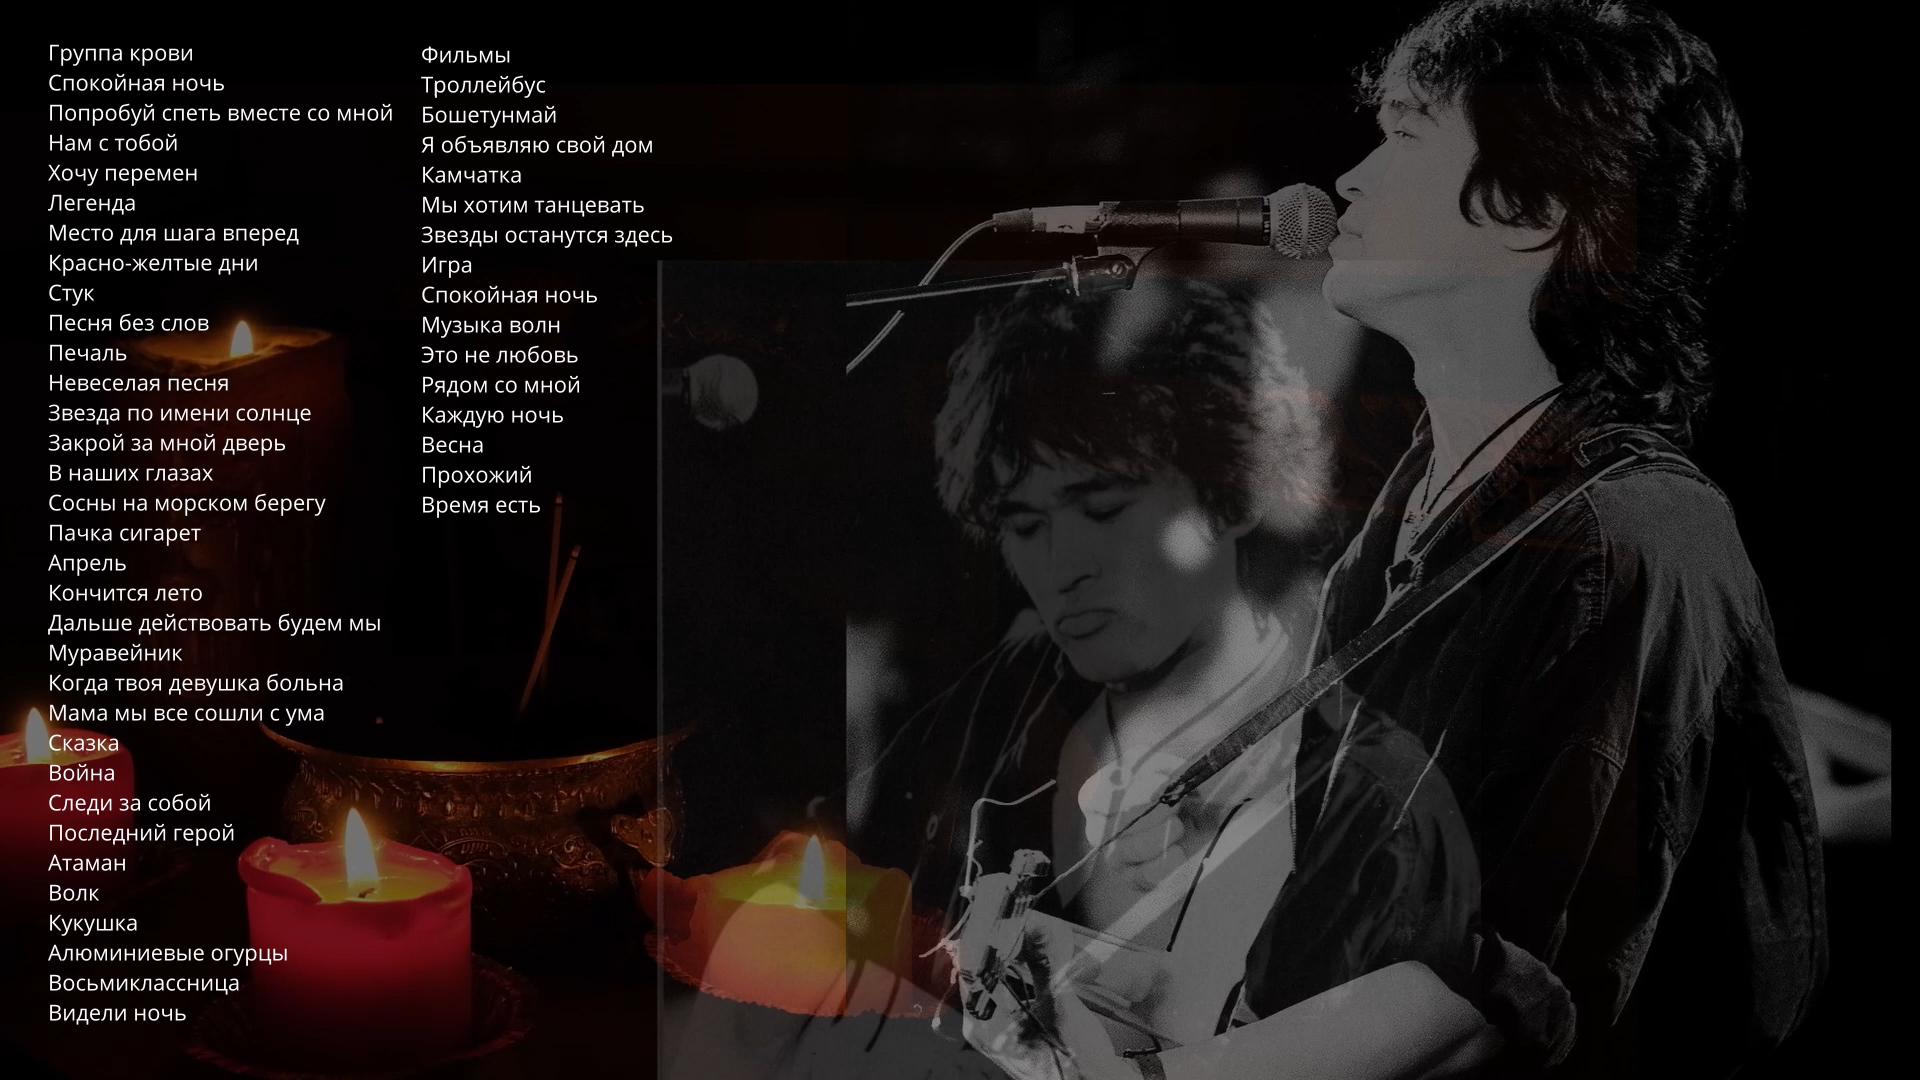 Группа крови
Спокойная ночь
Попробуй спеть вместе со мной
Нам с тобой
Хочу перемен
Легенда
Место для шага вперед
Красно-желтые дни
Стук
Песня без слов
Печаль
Невеселая песня
Звезда по имени солнце
Закрой за мной дверь
В наших глазах
Сосны на морском берегу
Пачка сигарет
Апрель
Кончится лето
Дальше действовать будем мы
Муравейник
Когда твоя девушка больна
Мама мы все сошли с ума
Сказка
Война
Следи за собой
Последний герой
Атаман
Волк
Кукушка
Алюминиевые огурцы
Восьмиклассница
Видели ночь
Фильмы
Троллейбус
Бошетунмай
Я объявляю свой дом
Камчатка
Мы хотим танцевать
Звезды останутся здесь
Игра
Спокойная ночь
Музыка волн
Это не любовь
Рядом со мной
Каждую ночь
Весна
Прохожий
Время есть